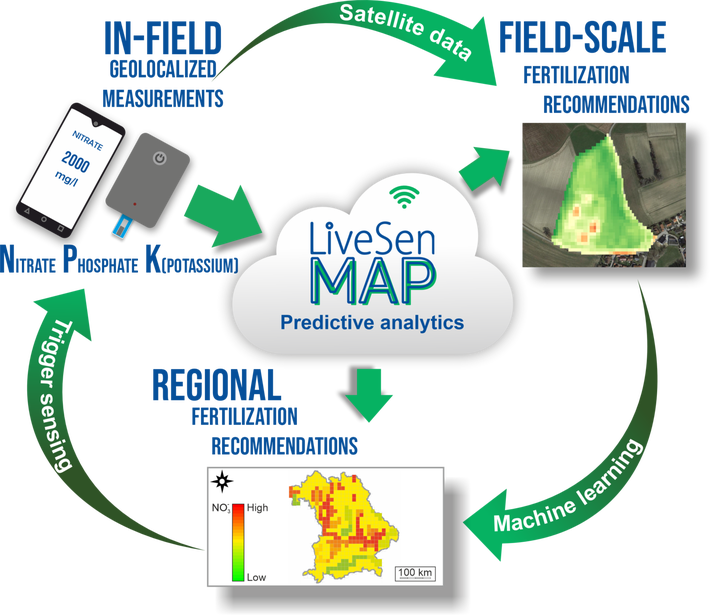 IN-FIELD
GEOLOCALIZED
MEASUREMENTS
Satellite data
FIELD-SCALE
FERTILIZATION
RECOMMENDATIONS
NITRATE
2000
mg/l
NITRATE PHOSPHATE K(POTASSIUM)
LiveSen
MAP
Predictive analytics
Trigger sensing
REGIONAL
FERTILIZATION
RECOMMENDATIONS
Machine learning
NO3
High
Low
100 km